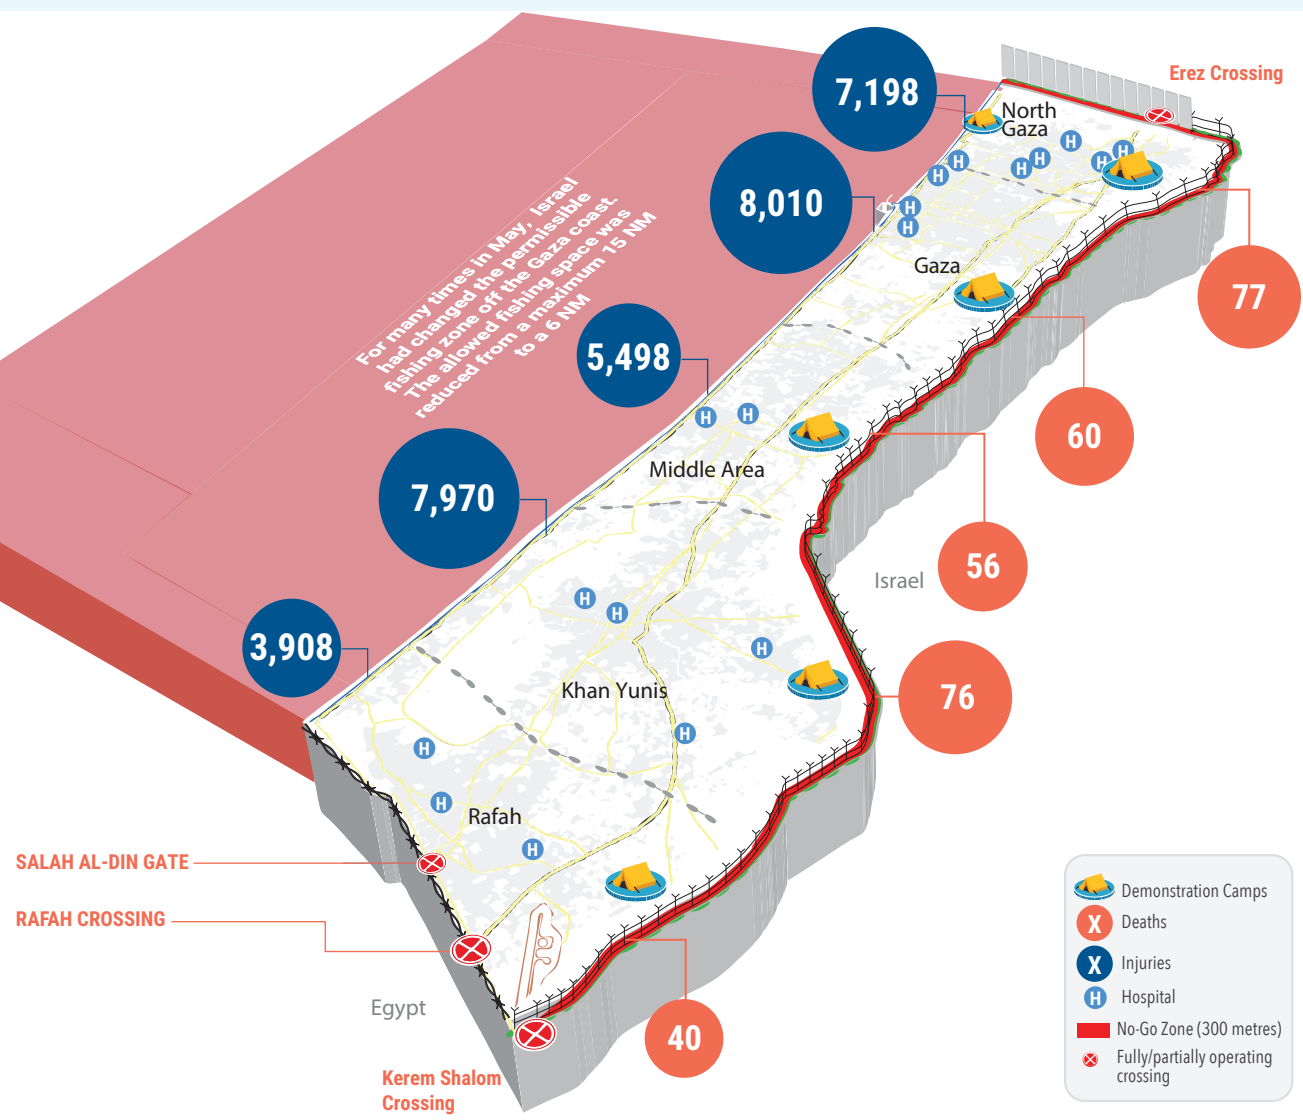 Erez Crossing
7,198
North
Gaza
8,010
For many times in May, Israel
had changed the permissible
fishing zone off the Gaza coast.
The allowed fishing space was
reduced from a maximum 15 NM
to a 6 NM
H
H
H
H
H
H
H
H
H
Gaza
77
5,498
60
H
H
Middle Area
7,970
Israel
56
H
H
H
3,908
Khan Yunis
76
H
H
H
Rafah
H
SALAH AL-DIN GATE
RAFAH CROSSING
Egypt
40
Kerem Shalom
Crossing
Demonstration Camps
X Deaths
X Injuries
H Hospital
No-Go Zone (300 metres)
Fully/partially operating
crossing